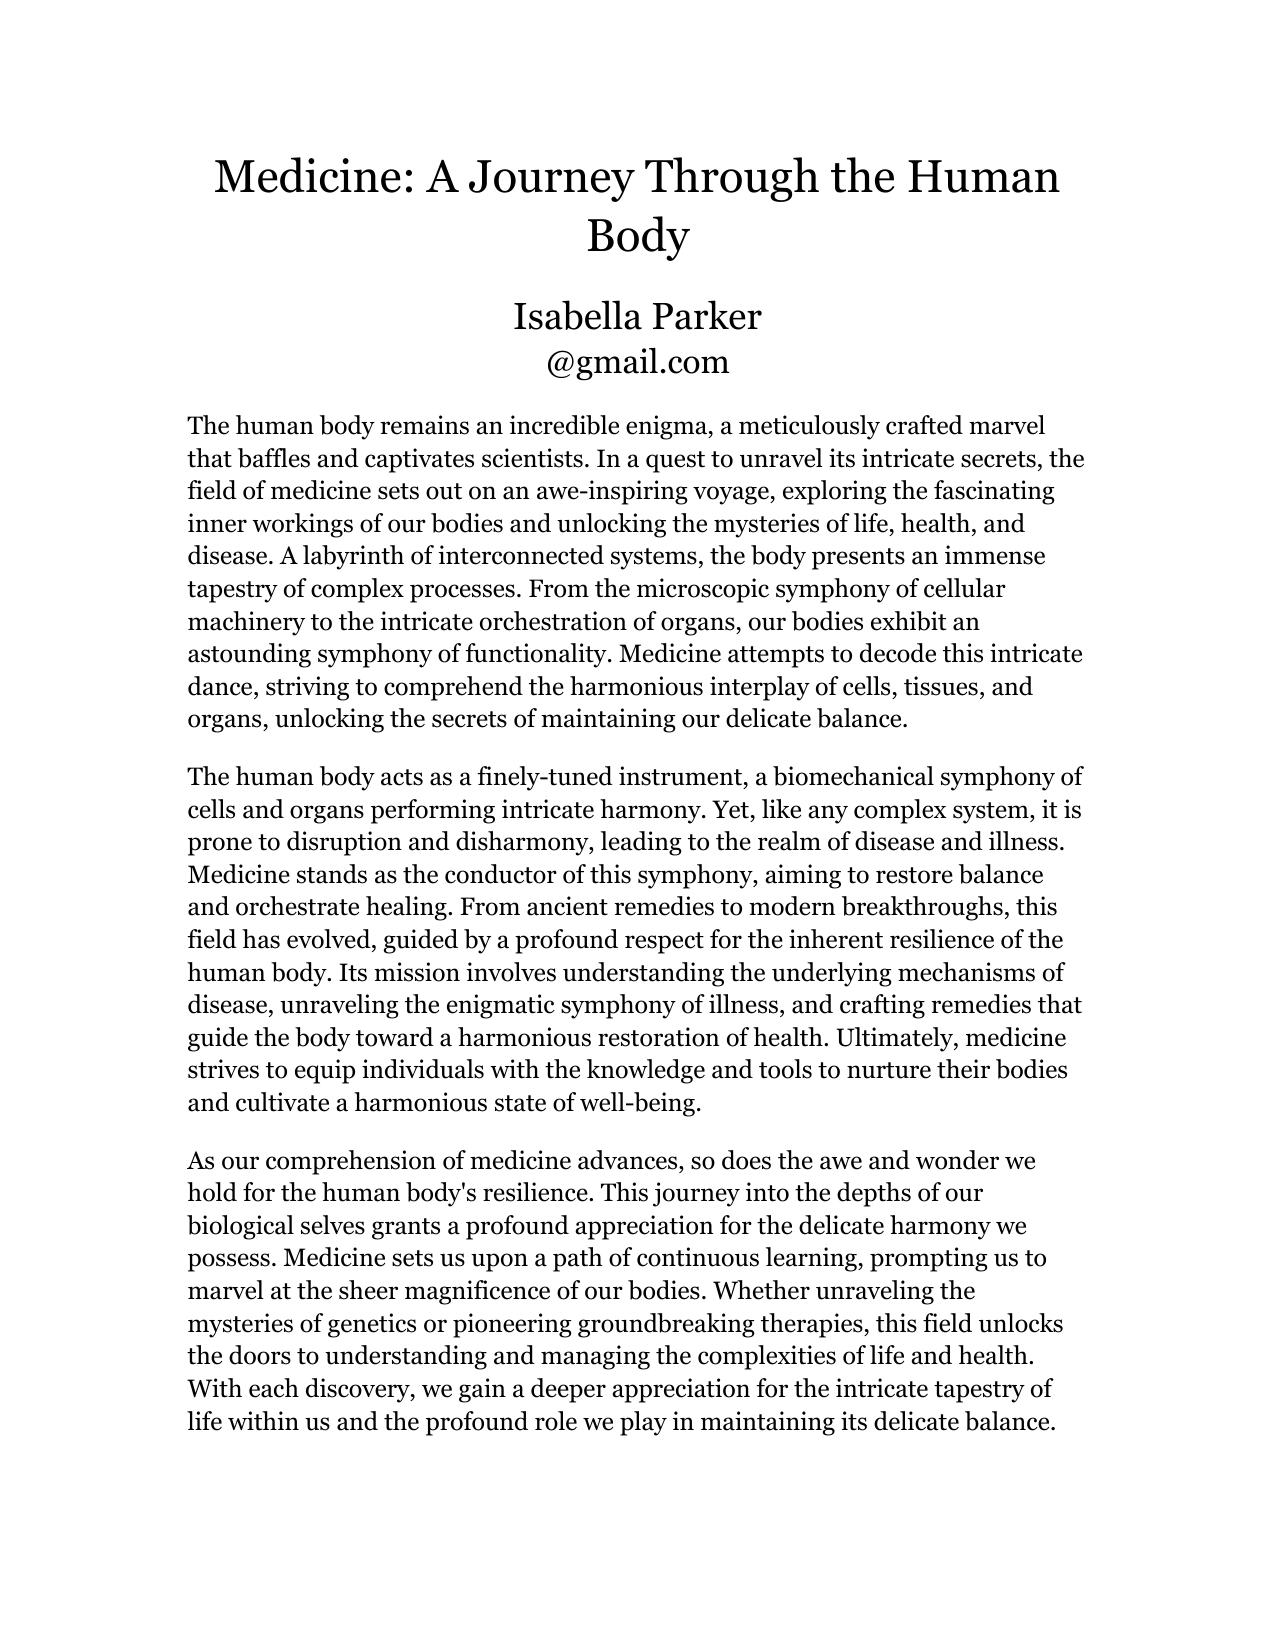 Medicine: A Journey Through the Human
Body
Isabella Parker
@gmail.com
The human body remains an incredible enigma, a meticulously crafted marvel
that baffles and captivates scientists. In a quest to unravel its intricate secrets, the
field of medicine sets out on an awe-inspiring voyage, exploring the fascinating
inner workings of our bodies and unlocking the mysteries of life, health, and
disease. A labyrinth of interconnected systems, the body presents an immense
tapestry of complex processes. From the microscopic symphony of cellular
machinery to the intricate orchestration of organs, our bodies exhibit an
astounding symphony of functionality. Medicine attempts to decode this intricate
dance, striving to comprehend the harmonious interplay of cells, tissues, and
organs, unlocking the secrets of maintaining our delicate balance.
The human body acts as a finely-tuned instrument, a biomechanical symphony of
cells and organs performing intricate harmony. Yet, like any complex system, it is
prone to disruption and disharmony, leading to the realm of disease and illness.
Medicine stands as the conductor of this symphony, aiming to restore balance
and orchestrate healing. From ancient remedies to modern breakthroughs, this
field has evolved, guided by a profound respect for the inherent resilience of the
human body. Its mission involves understanding the underlying mechanisms of
disease, unraveling the enigmatic symphony of illness, and crafting remedies that
guide the body toward a harmonious restoration of health. Ultimately, medicine
strives to equip individuals with the knowledge and tools to nurture their bodies
and cultivate a harmonious state of well-being.
As our comprehension of medicine advances, so does the awe and wonder we
hold for the human body's resilience. This journey into the depths of our
biological selves grants a profound appreciation for the delicate harmony we
possess. Medicine sets us upon a path of continuous learning, prompting us to
marvel at the sheer magnificence of our bodies. Whether unraveling the
mysteries of genetics or pioneering groundbreaking therapies, this field unlocks
the doors to understanding and managing the complexities of life and health.
With each discovery, we gain a deeper appreciation for the intricate tapestry of
life within us and the profound role we play in maintaining its delicate balance.